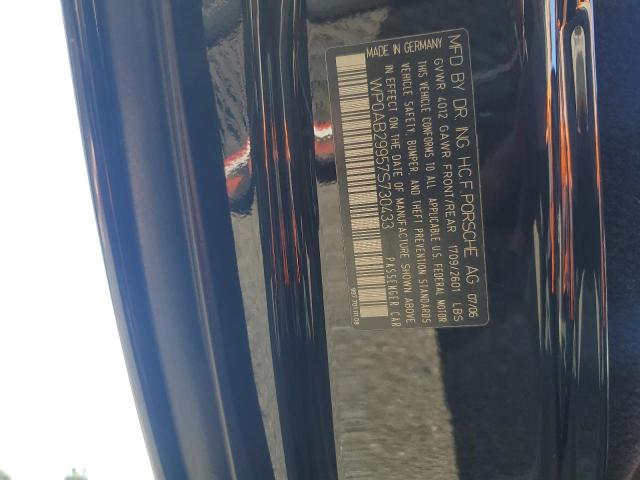 MFD BY DR. ING. H.C.F. PORSCHE AG 07/06
GVWR 4012 GAWR FRONT/REAR 1709/2601 LBS
THIS VEHICLE CONFORMS TO ALL APPLICABLE U.S. FEDERAL MOTOR
VEHICLE SAFETY, BUMPER, AND THEFT PREVENTION STANDARDS
IN EFFECT ON THE DATE OF MANUFACTURE SHOWN ABOVE
MADE IN GERMANY
WP0AB29957S730433
PASSENGER CAR